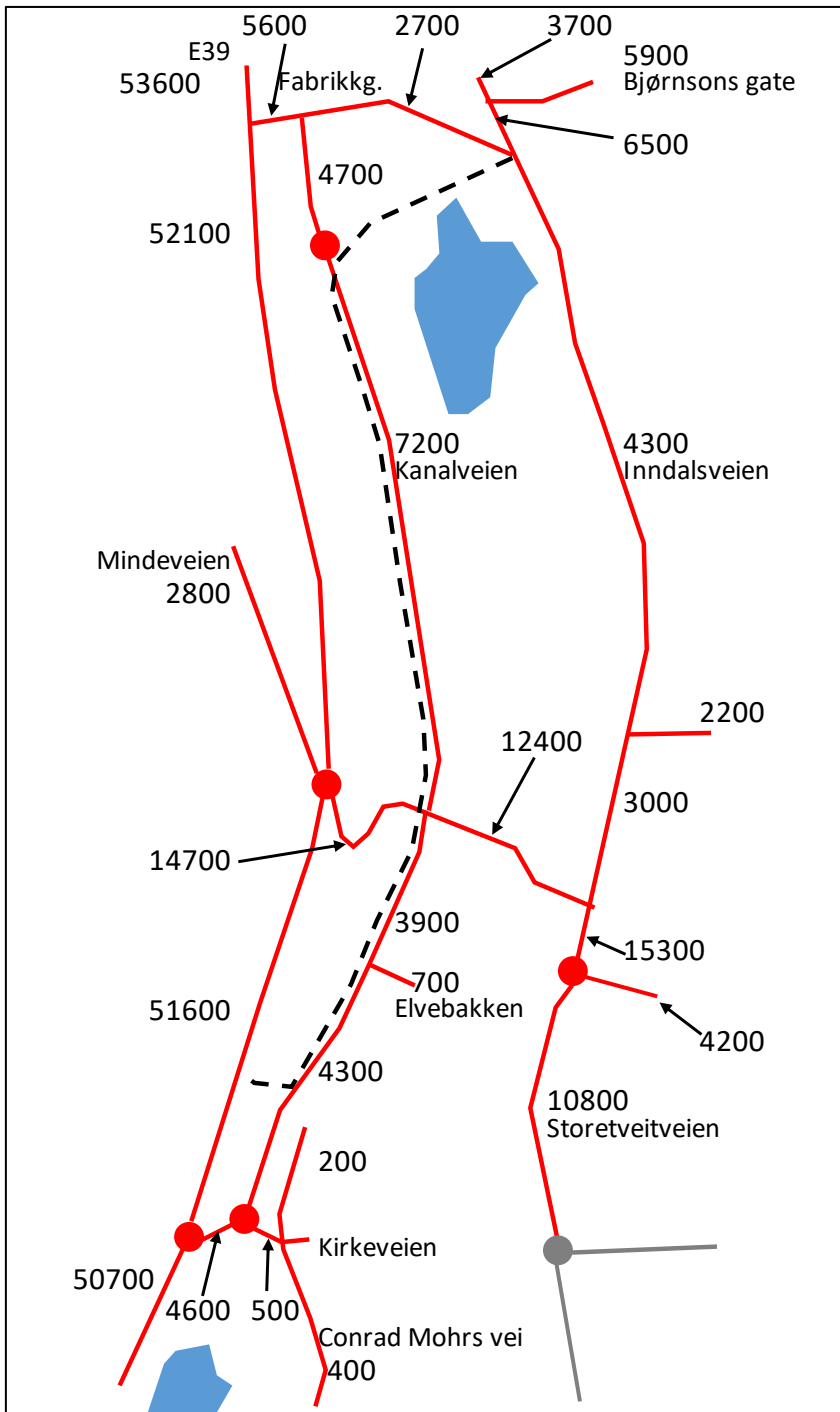 5600
2700
3700
E39
53600
Fabrikkg.
5900
Bjørnsons gate
6500
4700
52100
7200
Kanalveien
4300
Inndalsveien
Mindeveien
2800
2200
12400
3000
14700
3900
15300
700
Elvebakken
51600
4200
4300
10800
Storetveitveien
200
Kirkeveien
50700
4600
500
Conrad Mohrs vei
400